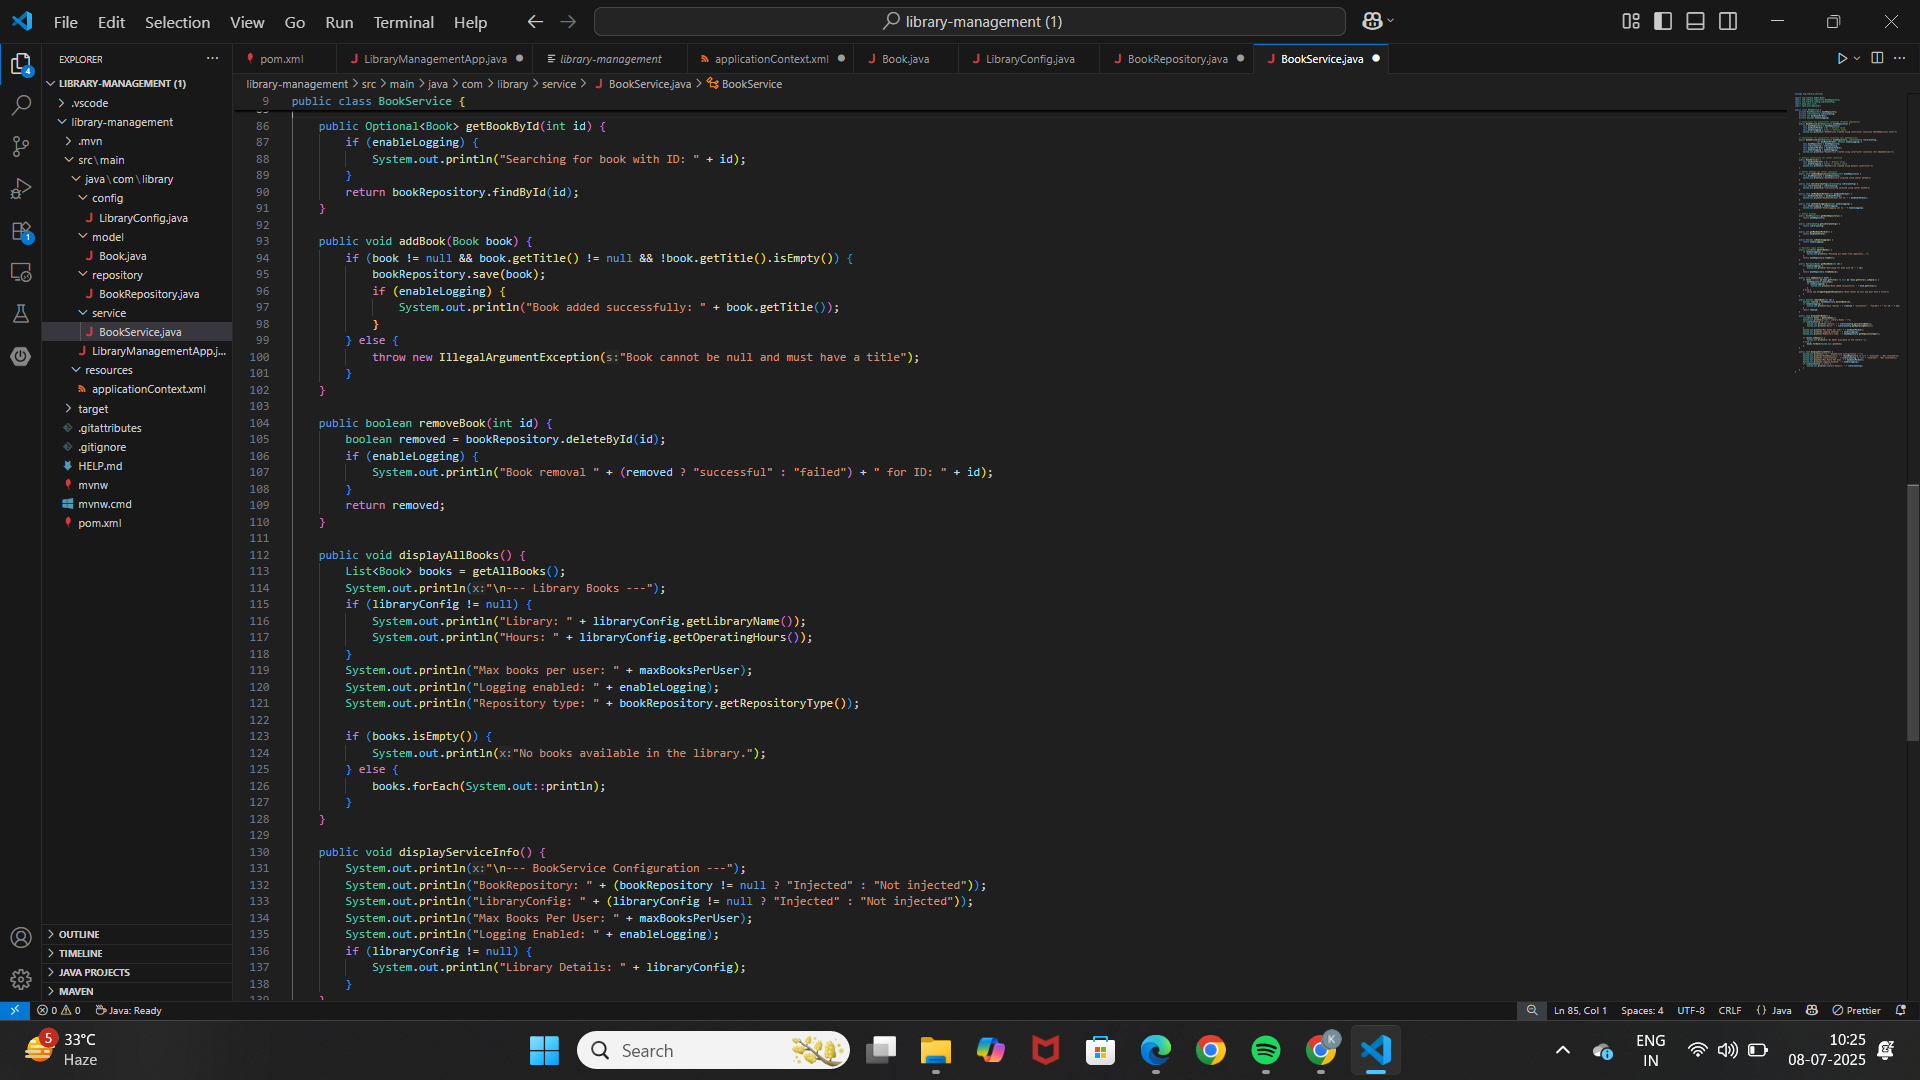 File Edit Selection View Go Run Terminal Help
library-management (1)
EXPLORER
LIBRARY-MANAGEMENT (1)
.vscode
library-management
.mvn
src\main
java\com\library
config
LibraryConfig.java
model
Book.java
repository
BookRepository.java
service
BookService.java
LibraryManagementApp.j...
resources
applicationContext.xml
target
.gitattributes
.gitignore
HELP.md
mvnw
mvnw.cmd
pom.xml
OUTLINE
TIMELINE
JAVA PROJECTS
MAVEN
4
1
pom.xml LibraryManagementApp.java library-management applicationContext.xml Book.java LibraryConfig.java BookRepository.java BookService.java
library-management > src > main > java > com > library > service > BookService.java > BookService
9 public class BookService {
86 public Optional<Book> getBookById(int id) {
87 if (enableLogging) {
88 System.out.println("Searching for book with ID: " + id);
89 }
90 return bookRepository.findById(id);
91 }
92
93 public void addBook(Book book) {
94 if (book != null && book.getTitle() != null && !book.getTitle().isEmpty()) {
95 bookRepository.save(book);
96 if (enableLogging) {
97 System.out.println("Book added successfully: " + book.getTitle());
98 }
99 } else {
100 throw new IllegalArgumentException(s:"Book cannot be null and must have a title");
101 }
102 }
103
104 public boolean removeBook(int id) {
105 boolean removed = bookRepository.deleteById(id);
106 if (enableLogging) {
107 System.out.println("Book removal " + (removed ? "successful" : "failed") + " for ID: " + id);
108 }
109 return removed;
110 }
111
112 public void displayAllBooks() {
113 List<Book> books = getAllBooks();
114 System.out.println(x:"\n--- Library Books ---");
115 if (libraryConfig != null) {
116 System.out.println("Library: " + libraryConfig.getLibraryName());
117 System.out.println("Hours: " + libraryConfig.getOperatingHours());
118 }
119 System.out.println("Max books per user: " + maxBooksPerUser);
120 System.out.println("Logging enabled: " + enableLogging);
121 System.out.println("Repository type: " + bookRepository.getRepositoryType());
122
123 if (books.isEmpty()) {
124 System.out.println(x:"No books available in the library.");
125 } else {
126 books.forEach(System.out::println);
127 }
128 }
129
130 public void displayServiceInfo() {
131 System.out.println(x:"\n--- BookService Configuration ---");
132 System.out.println("BookRepository: " + (bookRepository != null ? "Injected" : "Not injected"));
133 System.out.println("LibraryConfig: " + (libraryConfig != null ? "Injected" : "Not injected"));
134 System.out.println("Max Books Per User: " + maxBooksPerUser);
135 System.out.println("Logging Enabled: " + enableLogging);
136 if (libraryConfig != null) {
137 System.out.println("Library Details: " + libraryConfig);
138 }
0 0 Java: Ready
Ln 85, Col 1 Spaces: 4 UTF-8 CRLF {} Java Prettier
5
33°C
Haze
Search
K
ENG
IN
10:25
08-07-2025